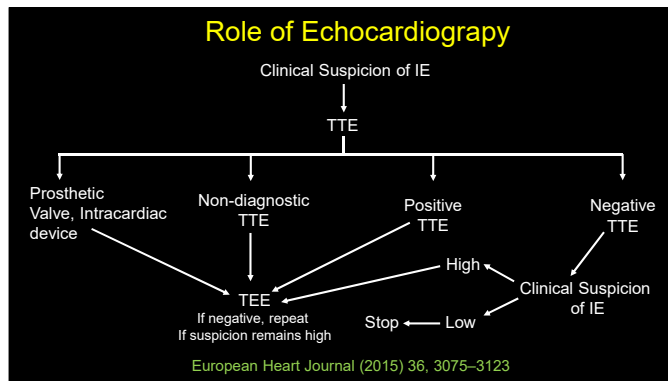 Role of Echocardiograpy
Clinical Suspicion of IE
TTE
Prosthetic
Valve, Intracardiac
device
Non-diagnostic
TTE
Positive
TTE
Negative
TTE
High
Clinical Suspicion
of IE
TEE
If negative, repeat
If suspicion remains high
Stop
Low
European Heart Journal (2015) 36, 3075–3123